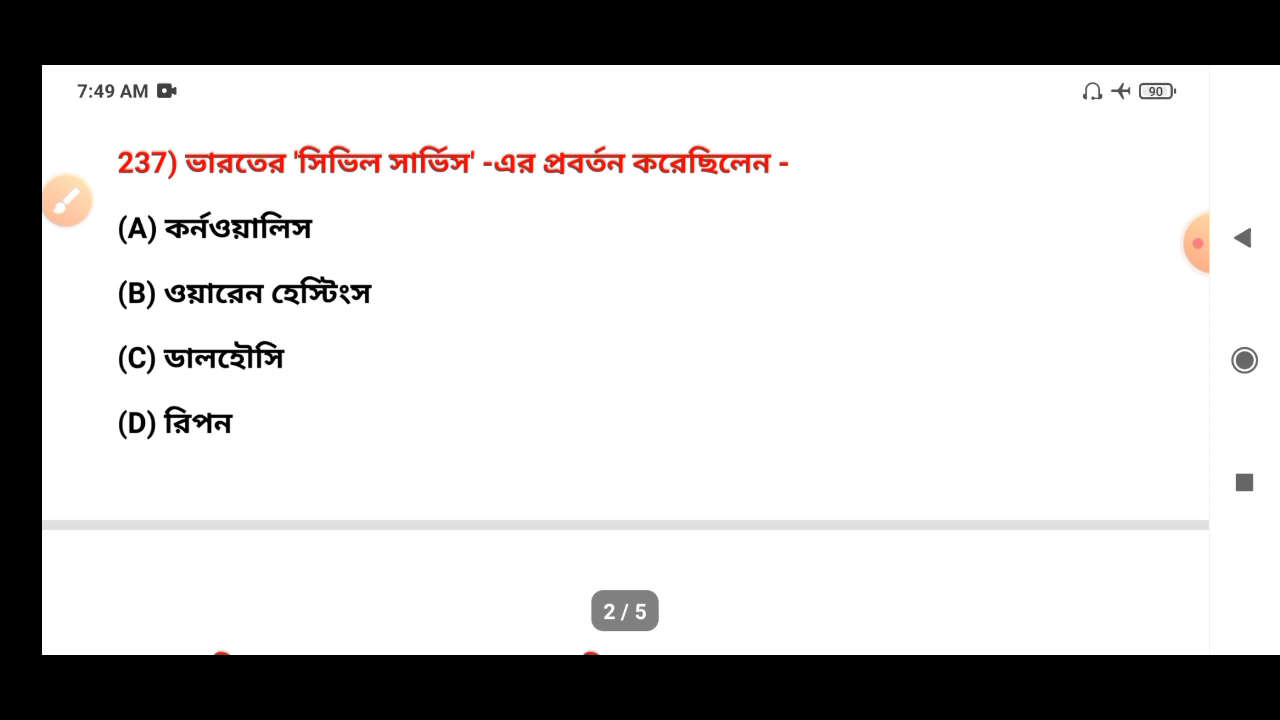 7:49 AM
90
237) ভারতের 'সিভিল সার্ভিস' -এর প্রবর্তন করেছিলেন -
(A) কর্নওয়ালিস
(B) ওয়ারেন হেস্টিংস
(C) ডালহৌসি
(D) রিপন
2 / 5